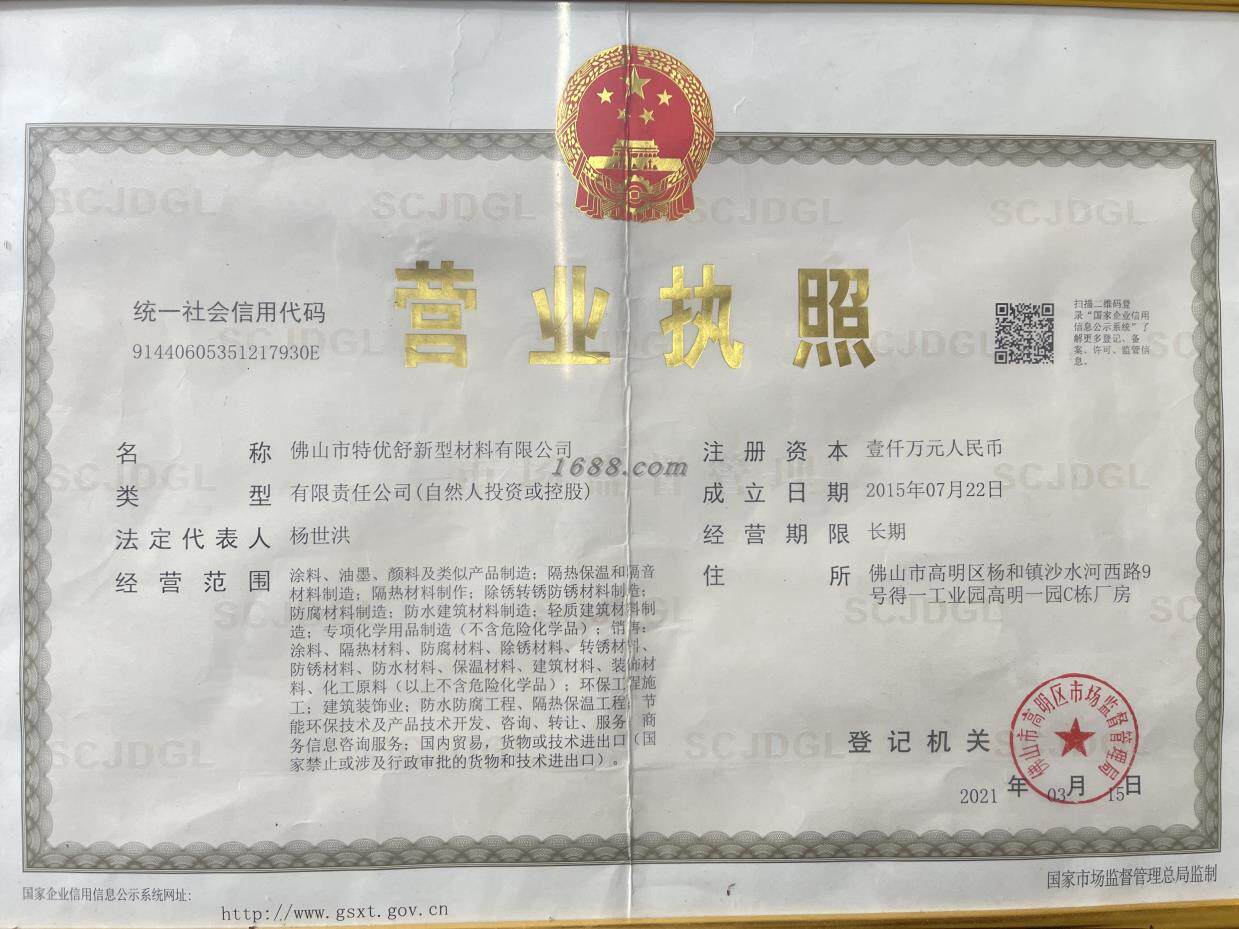 营业执照
统一社会信用代码
91440605351217930E
扫描二维码登
录“国家企业信用
信息公示系统”了
解更多登记、备
案、许可、监管信
息。
名称 佛山市特优舒新型材料有限公司
类型 有限责任公司(自然人投资或控股)
法定代表人 杨世洪
经营范围 涂料、油墨、颜料及类似产品制造；隔热保温和隔音
材料制造；隔热材料制作；除锈转锈防锈材料制造；
防腐材料制造；防水建筑材料制造；轻质建筑材料制
造；专项化学用品制造（不含危险化学品）；销售：
涂料、隔热材料、防腐材料、除锈材料、转锈材料、
防锈材料、防水材料、保温材料、建筑材料、装饰材
料、化工原料（以上不含危险化学品）；环保工程施
工；建筑装饰业；防水防腐工程、隔热保温工程；节
能环保技术及产品技术开发、咨询、转让、服务；商
务信息咨询服务；国内贸易，货物或技术进出口（国
家禁止或涉及行政审批的货物和技术进出口）。
注册资本 壹仟万元人民币
成立日期 2015年07月22日
经营期限 长期
住所 佛山市高明区杨和镇沙水河西路9
号得一工业园高明一园C栋厂房
1688.com
登记机关
佛山市高明区市场监督管理局
2021年03月15日
国家企业信用信息公示系统网址：
http://www.gsxt.gov.cn
国家市场监督管理总局监制
SCJDGL SCJDGL SCJDGL SCJDGL